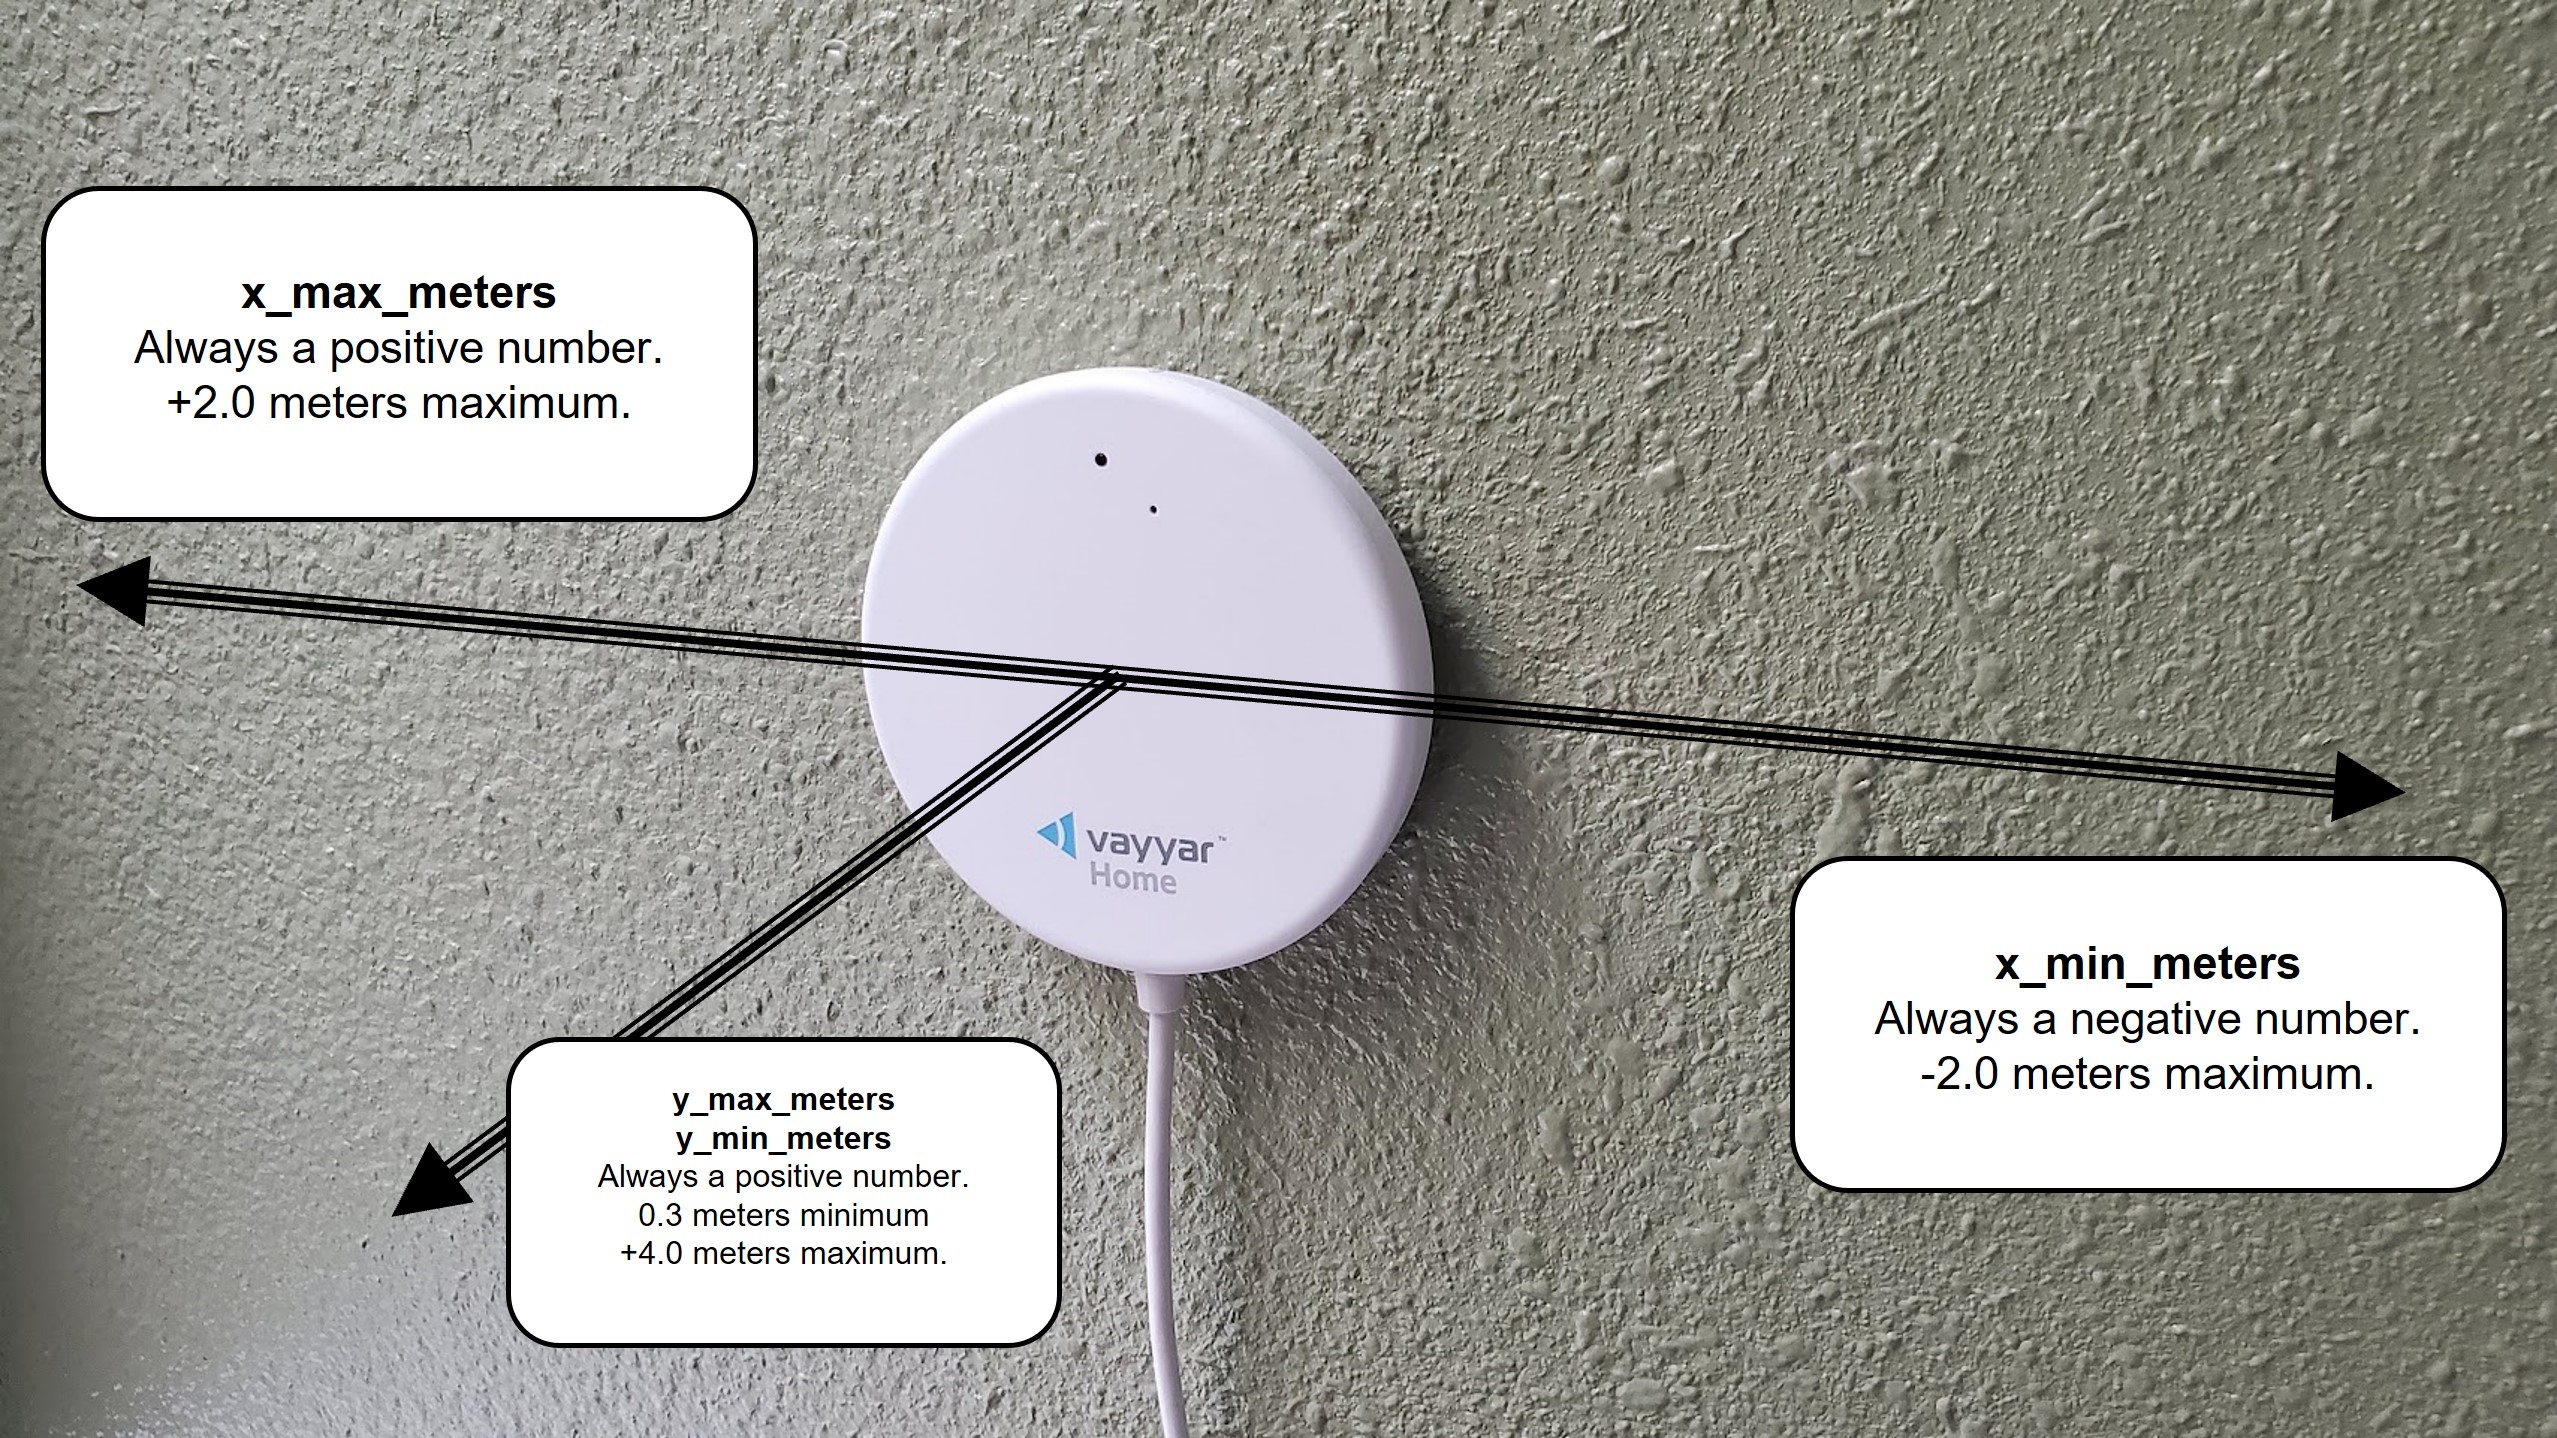 x_max_meters
Always a positive number.
+2.0 meters maximum.
vayyar™
Home
x_min_meters
Always a negative number.
-2.0 meters maximum.
y_max_meters
y_min_meters
Always a positive number.
0.3 meters minimum
+4.0 meters maximum.